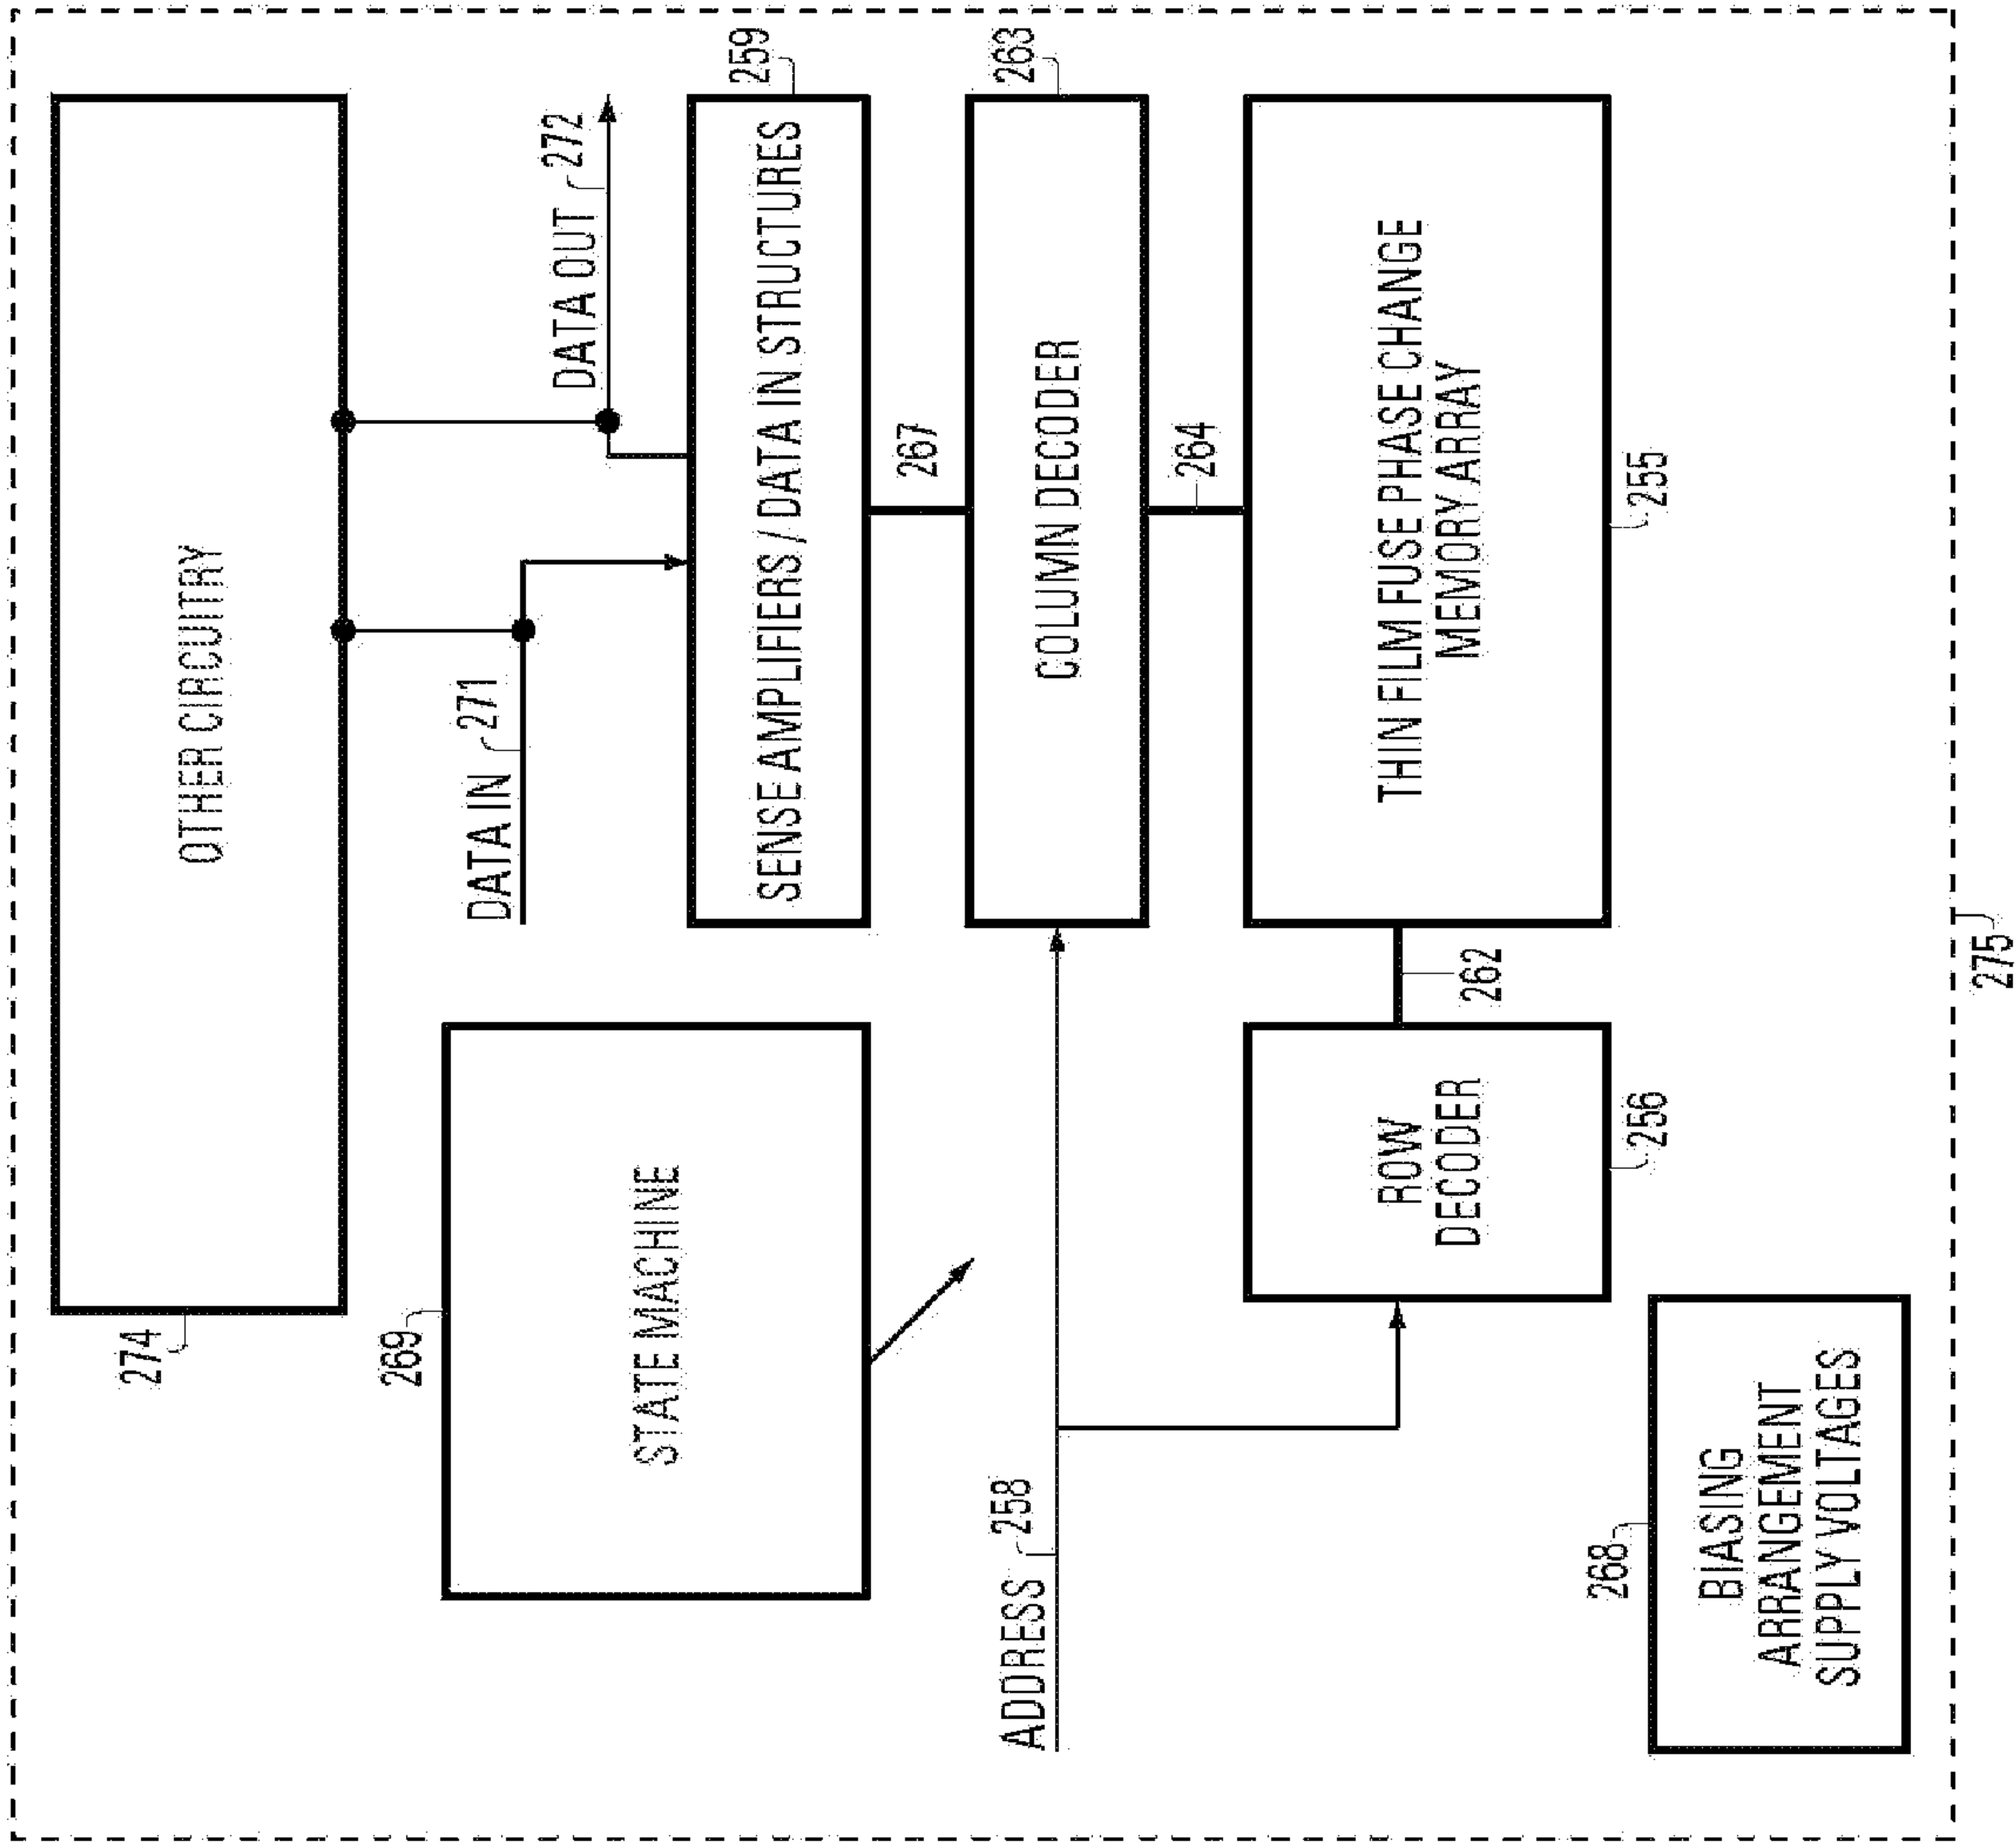 274
OTHER CIRCUITRY
269
STATE MACHINE
DATA IN 271
DATA OUT 272
259
SENSE AMPLIFIERS / DATA IN STRUCTURES
267
263
COLUMN DECODER
ADDRESS 258
264
THIN FILM FUSE PHASE CHANGE
MEMORY ARRAY
255
262
ROW
DECODER
256
268
BIASING
ARRANGEMENT
SUPPLY VOLTAGES
275